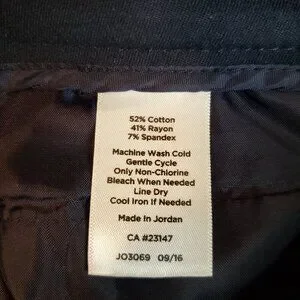 52% Cotton
41% Rayon
7% Spandex
Machine Wash Cold
Gentle Cycle
Only Non-Chlorine
Bleach When Needed
Line Dry
Cool Iron If Needed
Made In Jordan
CA #23147
JO3069 09/16